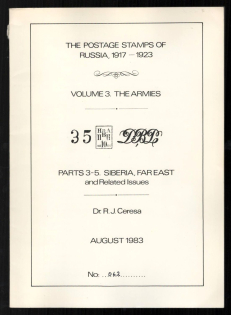 THE POSTAGE STAMPS OF
RUSSIA, 1917 – 1923
VOLUME 3. THE ARMIES
35
PARTS 3-5. SIBERIA, FAR EAST
and Related Issues
Dr. R. J. Ceresa
AUGUST 1983
No: ..062..........